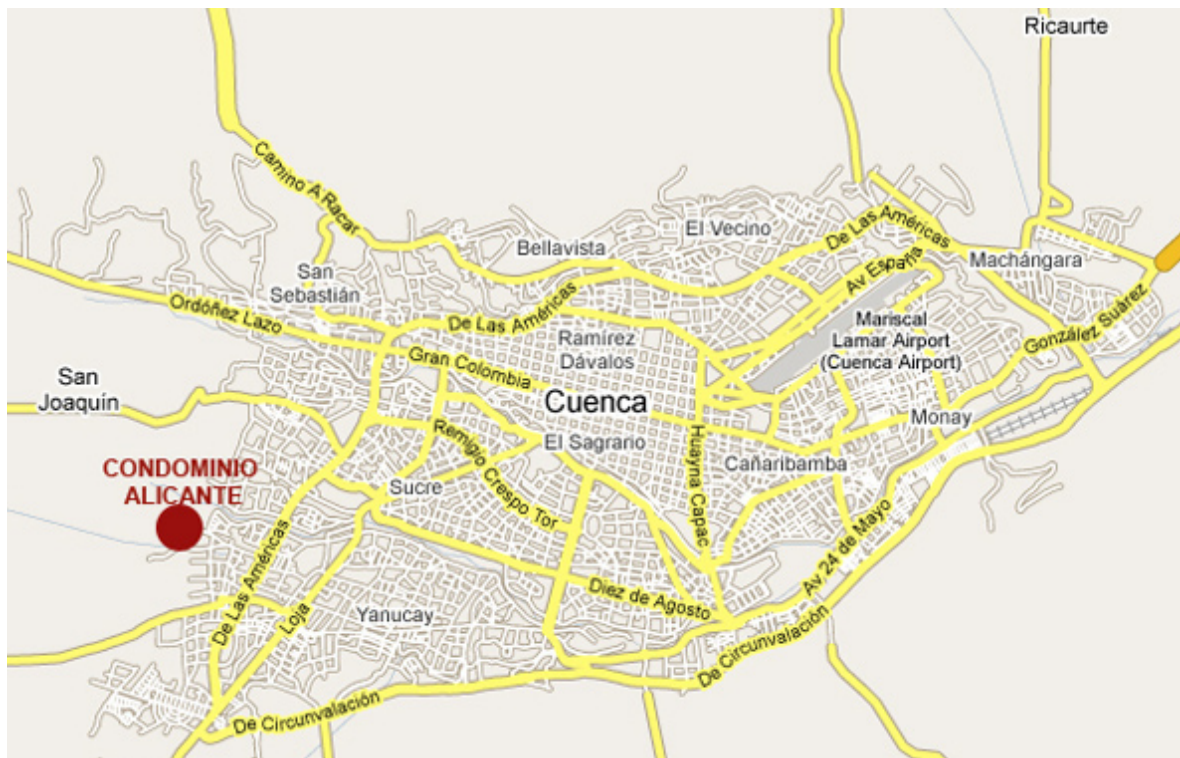 Ricaurte
Camino A Racar
El Vecino
De Las Américas
Bellavista
Av España
Machángara
San
Sebastián
Ordóñez Lazo
De Las Américas
Mariscal
Lamar Airport
(Cuenca Airport)
González Suárez
Ramírez
Dávalos
Gran Colombia
San
Joaquín
Cuenca
Monay
Remigio Crespo Tor
El Sagrario
Huayna Capac
Cañaribamba
CONDOMINIO
ALICANTE
Sucre
De Las Américas
Av 24 de Mayo
Diez de Agosto
Loja
Yanucay
De Circunvalación
De Circunvalación